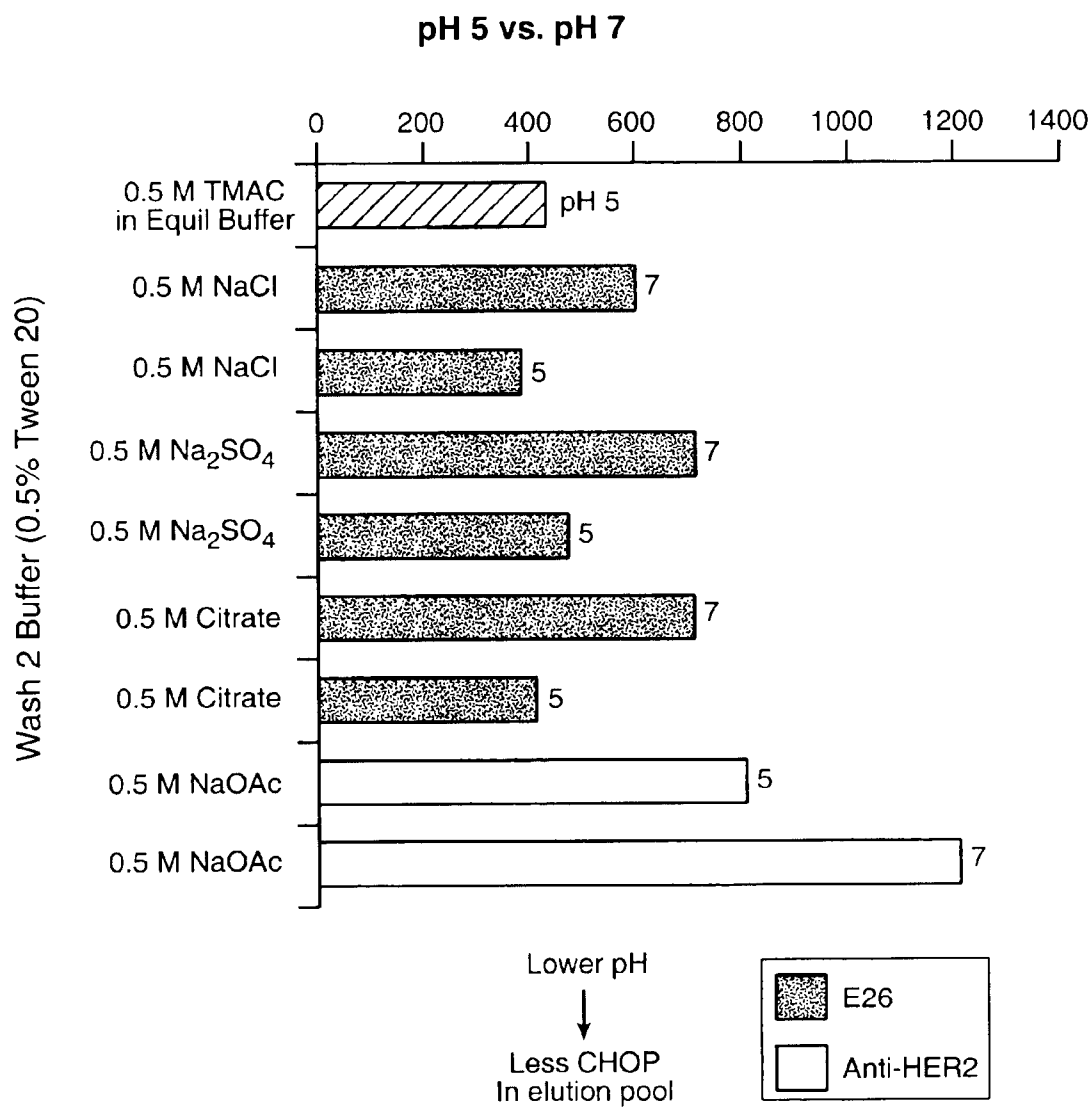 pH 5 vs. pH 7
0 200 400 600 800 1000 1200 1400
Wash 2 Buffer (0.5% Tween 20)
0.5 M TMAC
in Equil Buffer
pH 5
0.5 M NaCl 7
0.5 M NaCl 5
0.5 M Na₂SO₄ 7
0.5 M Na₂SO₄ 5
0.5 M Citrate 7
0.5 M Citrate 5
0.5 M NaOAc 5
0.5 M NaOAc 7
Lower pH
Less CHOP
In elution pool
E26
Anti-HER2